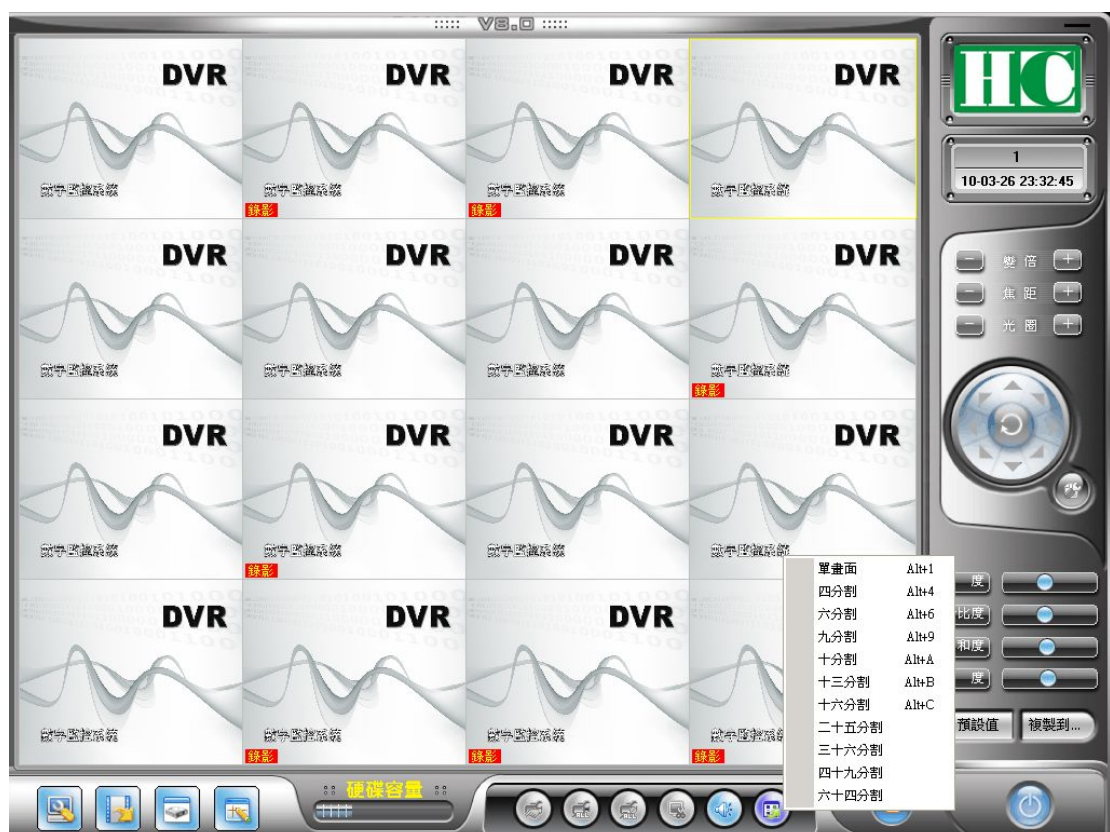 V8.0
DVR DVR DVR DVR
數字監控系統 數字監控系統 數字監控系統 數字監控系統
錄影 錄影
DVR DVR DVR DVR
數字監控系統 數字監控系統 數字監控系統 數字監控系統
錄影
DVR DVR DVR DVR
數字監控系統 數字監控系統 數字監控系統 數字監控系統
錄影
DVR DVR DVR DVR
數字監控系統 數字監控系統 數字監控系統 數字監控系
錄影 錄影 錄影
HC
1
10-03-26 23:32:45
− 變倍 +
− 焦距 +
− 光圈 +
單畫面 Alt+1
四分割 Alt+4
六分割 Alt+6
九分割 Alt+9
十分割 Alt+A
十三分割 Alt+B
十六分割 Alt+C
二十五分割
三十六分割
四十九分割
六十四分割
度
比度
和度
度
預設值 複製到...
硬碟容量
ALL ALL